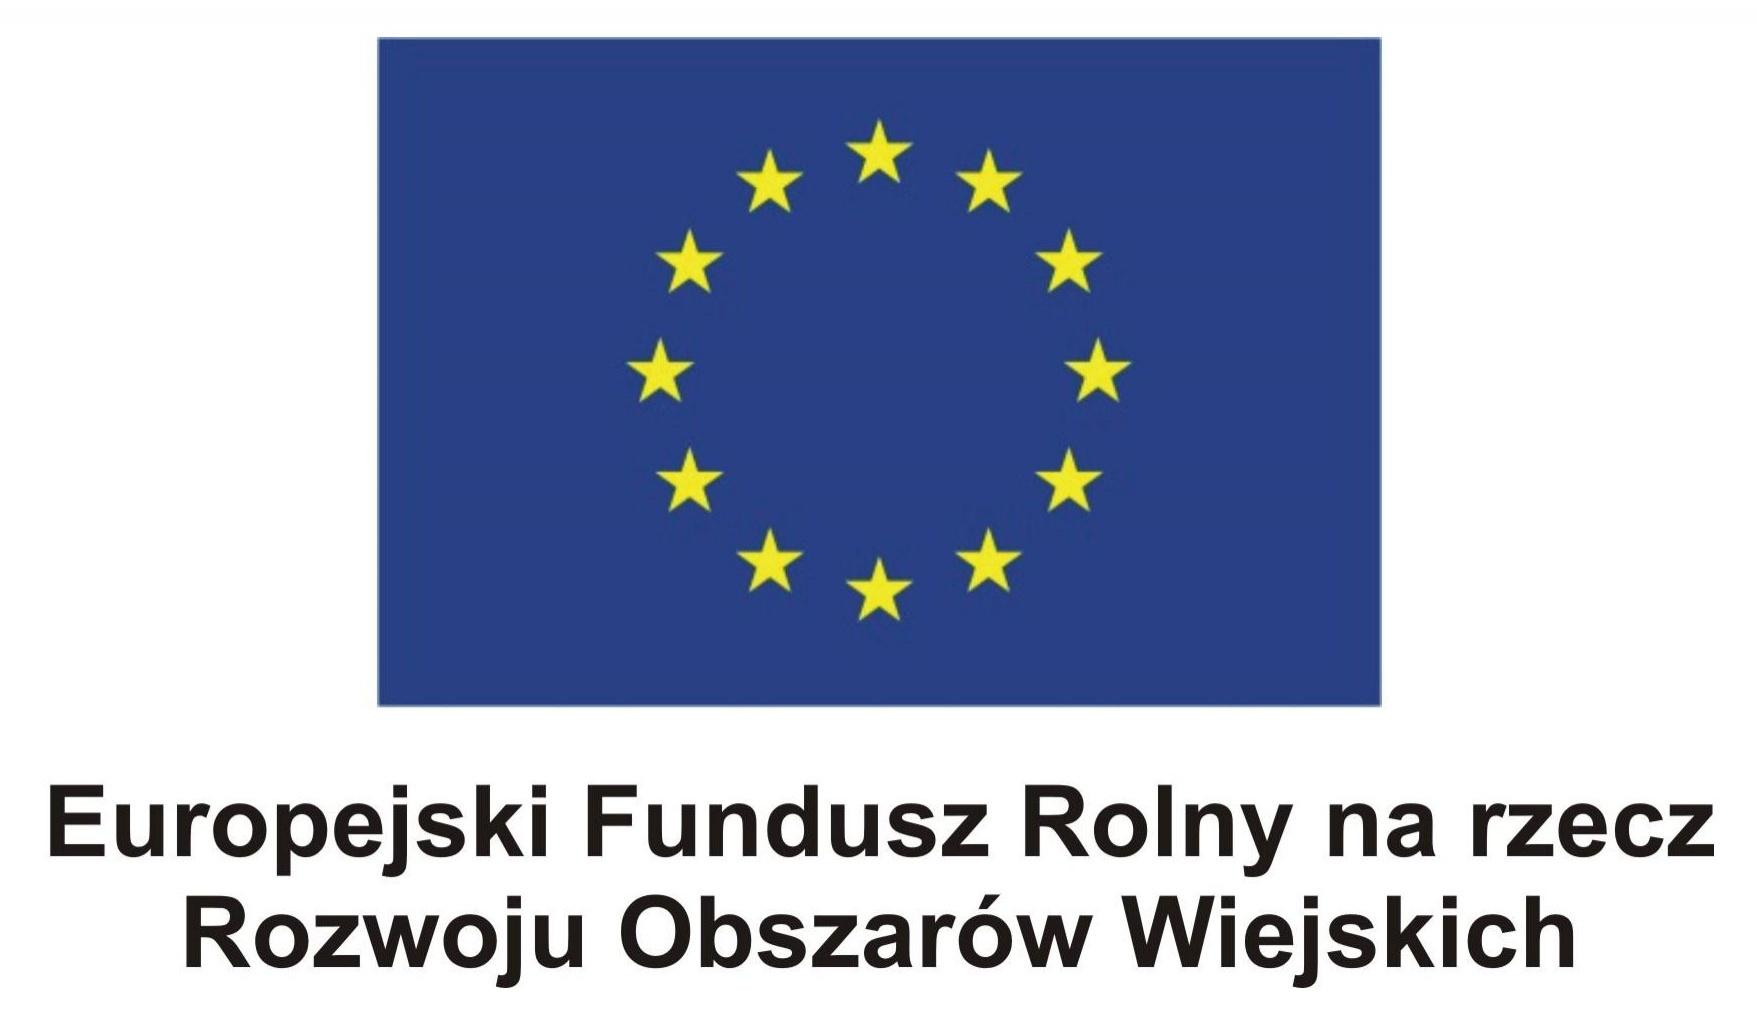 Europejski Fundusz Rolny na rzecz
Rozwoju Obszarów Wiejskich